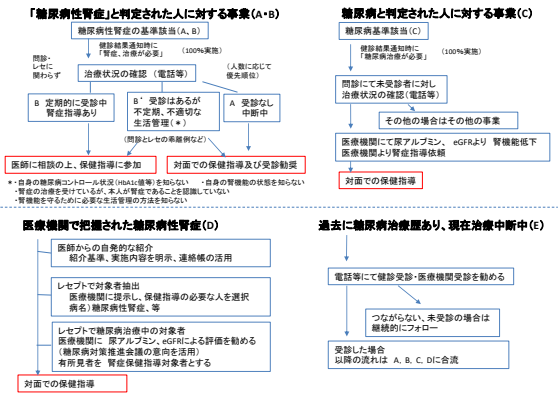 「糖尿病性腎症」と判定された人に対する事業(A・B)
糖尿病性腎症の基準該当(A、B)
健診結果通知時に
「腎症、治療が必要」
（100%実施）
問診・
レセに
関わらず
治療状況の確認 （電話等）
（人数に応じて
優先順位）
B 定期的に受診中
腎症指導あり
B’ 受診はあるが
不定期、不適切な
生活管理(＊)
A 受診なし
中断中
（問診とレセの乖離例など）
医師に相談の上、保健指導に参加
対面での保健指導及び受診勧奨
＊・自身の糖尿病コントロール状況(HbA1c値等)を知らない ・自身の腎機能の状態を知らない
・腎症の治療を受けているが、本人が腎症であることを認識していない
・腎機能を守るために必要な生活管理の方法を知らない
糖尿病と判定された人に対する事業(C)
糖尿病基準該当(C)
健診結果通知時に
「糖尿病治療が必要」
（100%実施）
問診にて未受診者に対し
治療状況の確認(電話等)
その他の場合はその他の事業
医療機関にて尿アルブミン、 eGFRより 腎機能低下
医療機関より腎症指導依頼
対面での保健指導
医療機関で把握された糖尿病性腎症(D)
医師からの自発的な紹介
紹介基準、実施内容を明示、連絡帳の活用
レセプトで対象者抽出
医療機関に提示し、保健指導の必要な人を選択
病名）糖尿病性腎症、等
レセプトで糖尿病治療中の対象者
医療機関に 尿アルブミン、eGFRによる評価を勧める
（糖尿病対策推進会議の意向を活用）
有所見者を 腎症保健指導対象者とする
対面での保健指導
過去に糖尿病治療歴あり、現在治療中断中(E)
電話等にて健診受診・医療機関受診を勧める
つながらない、未受診の場合は
継続的にフォロー
受診した場合
以降の流れは A, B, C, Dに合流